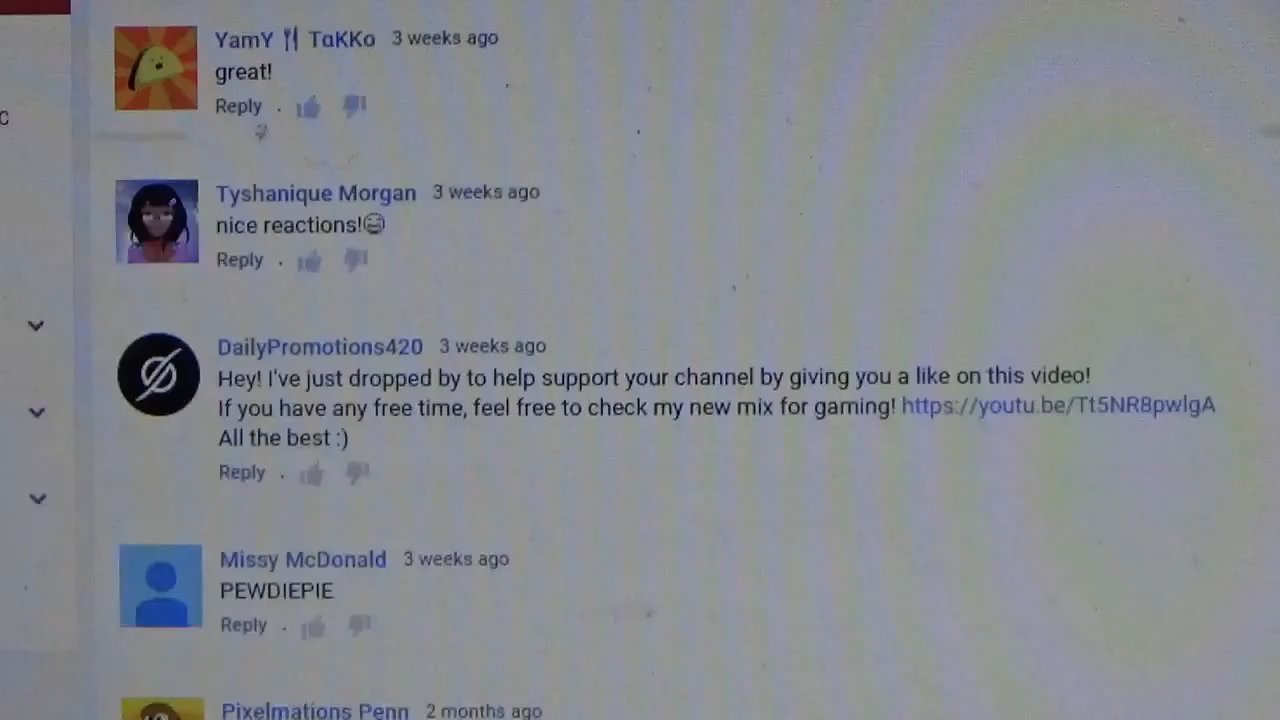 YamY 🍴 TaKKo 3 weeks ago
great!
Reply .
Tyshanique Morgan 3 weeks ago
nice reactions!😄
Reply .
DailyPromotions420 3 weeks ago
Hey! I've just dropped by to help support your channel by giving you a like on this video!
If you have any free time, feel free to check my new mix for gaming! https://youtu.be/Tt5NR8pwlgA
All the best :)
Reply .
Missy McDonald 3 weeks ago
PEWDIEPIE
Reply .
Pixelmations Penn 2 months ago